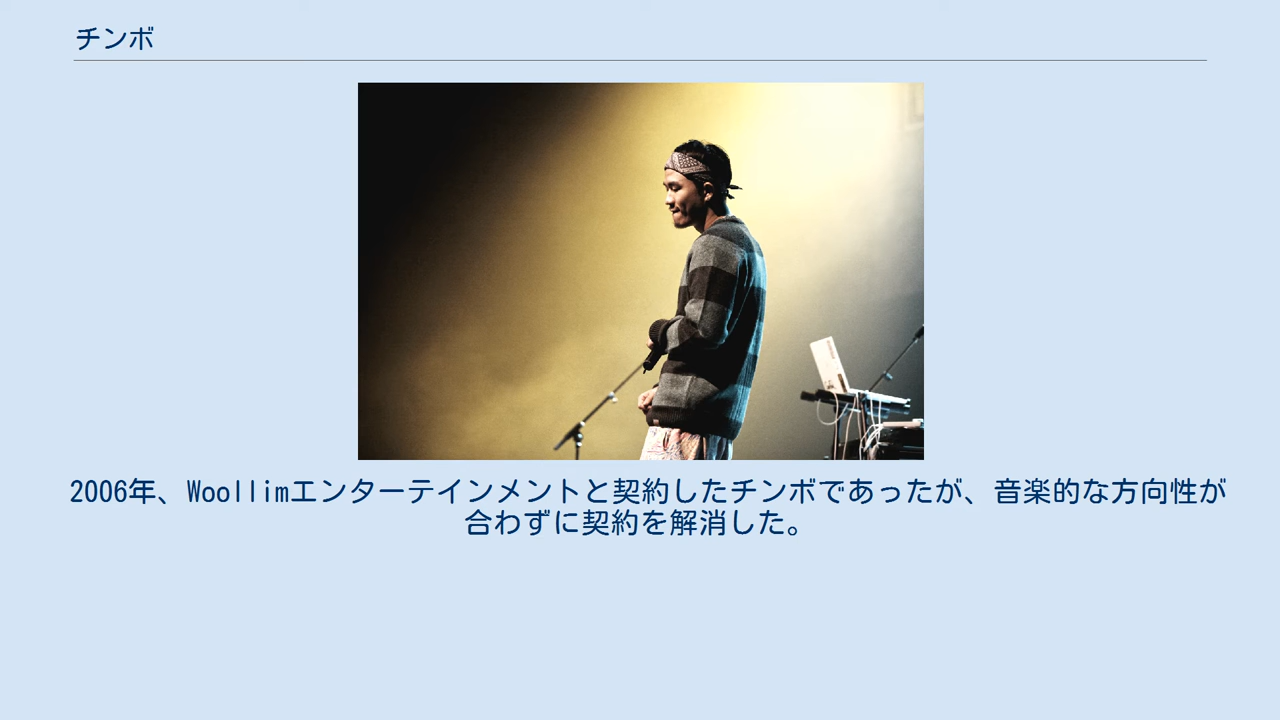 チンボ
2006年、Woollimエンターテインメントと契約したチンボであったが、音楽的な方向性が
合わずに契約を解消した。